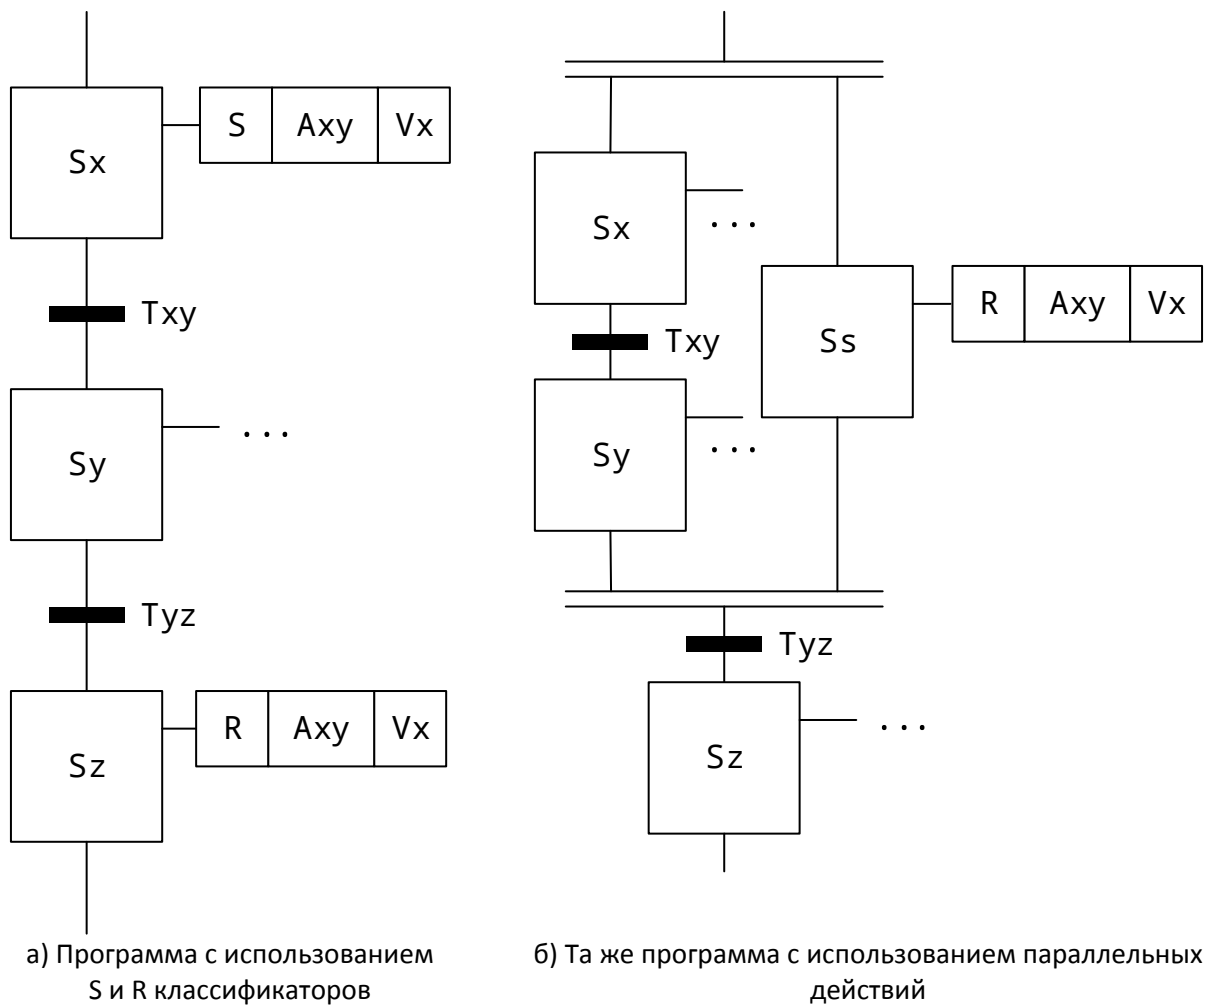 Sx
S Axy Vx
Txy
Sy
...
Tyz
Sz
R Axy Vx
а) Программа с использованием
S и R классификаторов
Sx
...
Txy
Ss
R Axy Vx
Sy
...
Tyz
Sz
...
б) Та же программа с использованием параллельных
действий